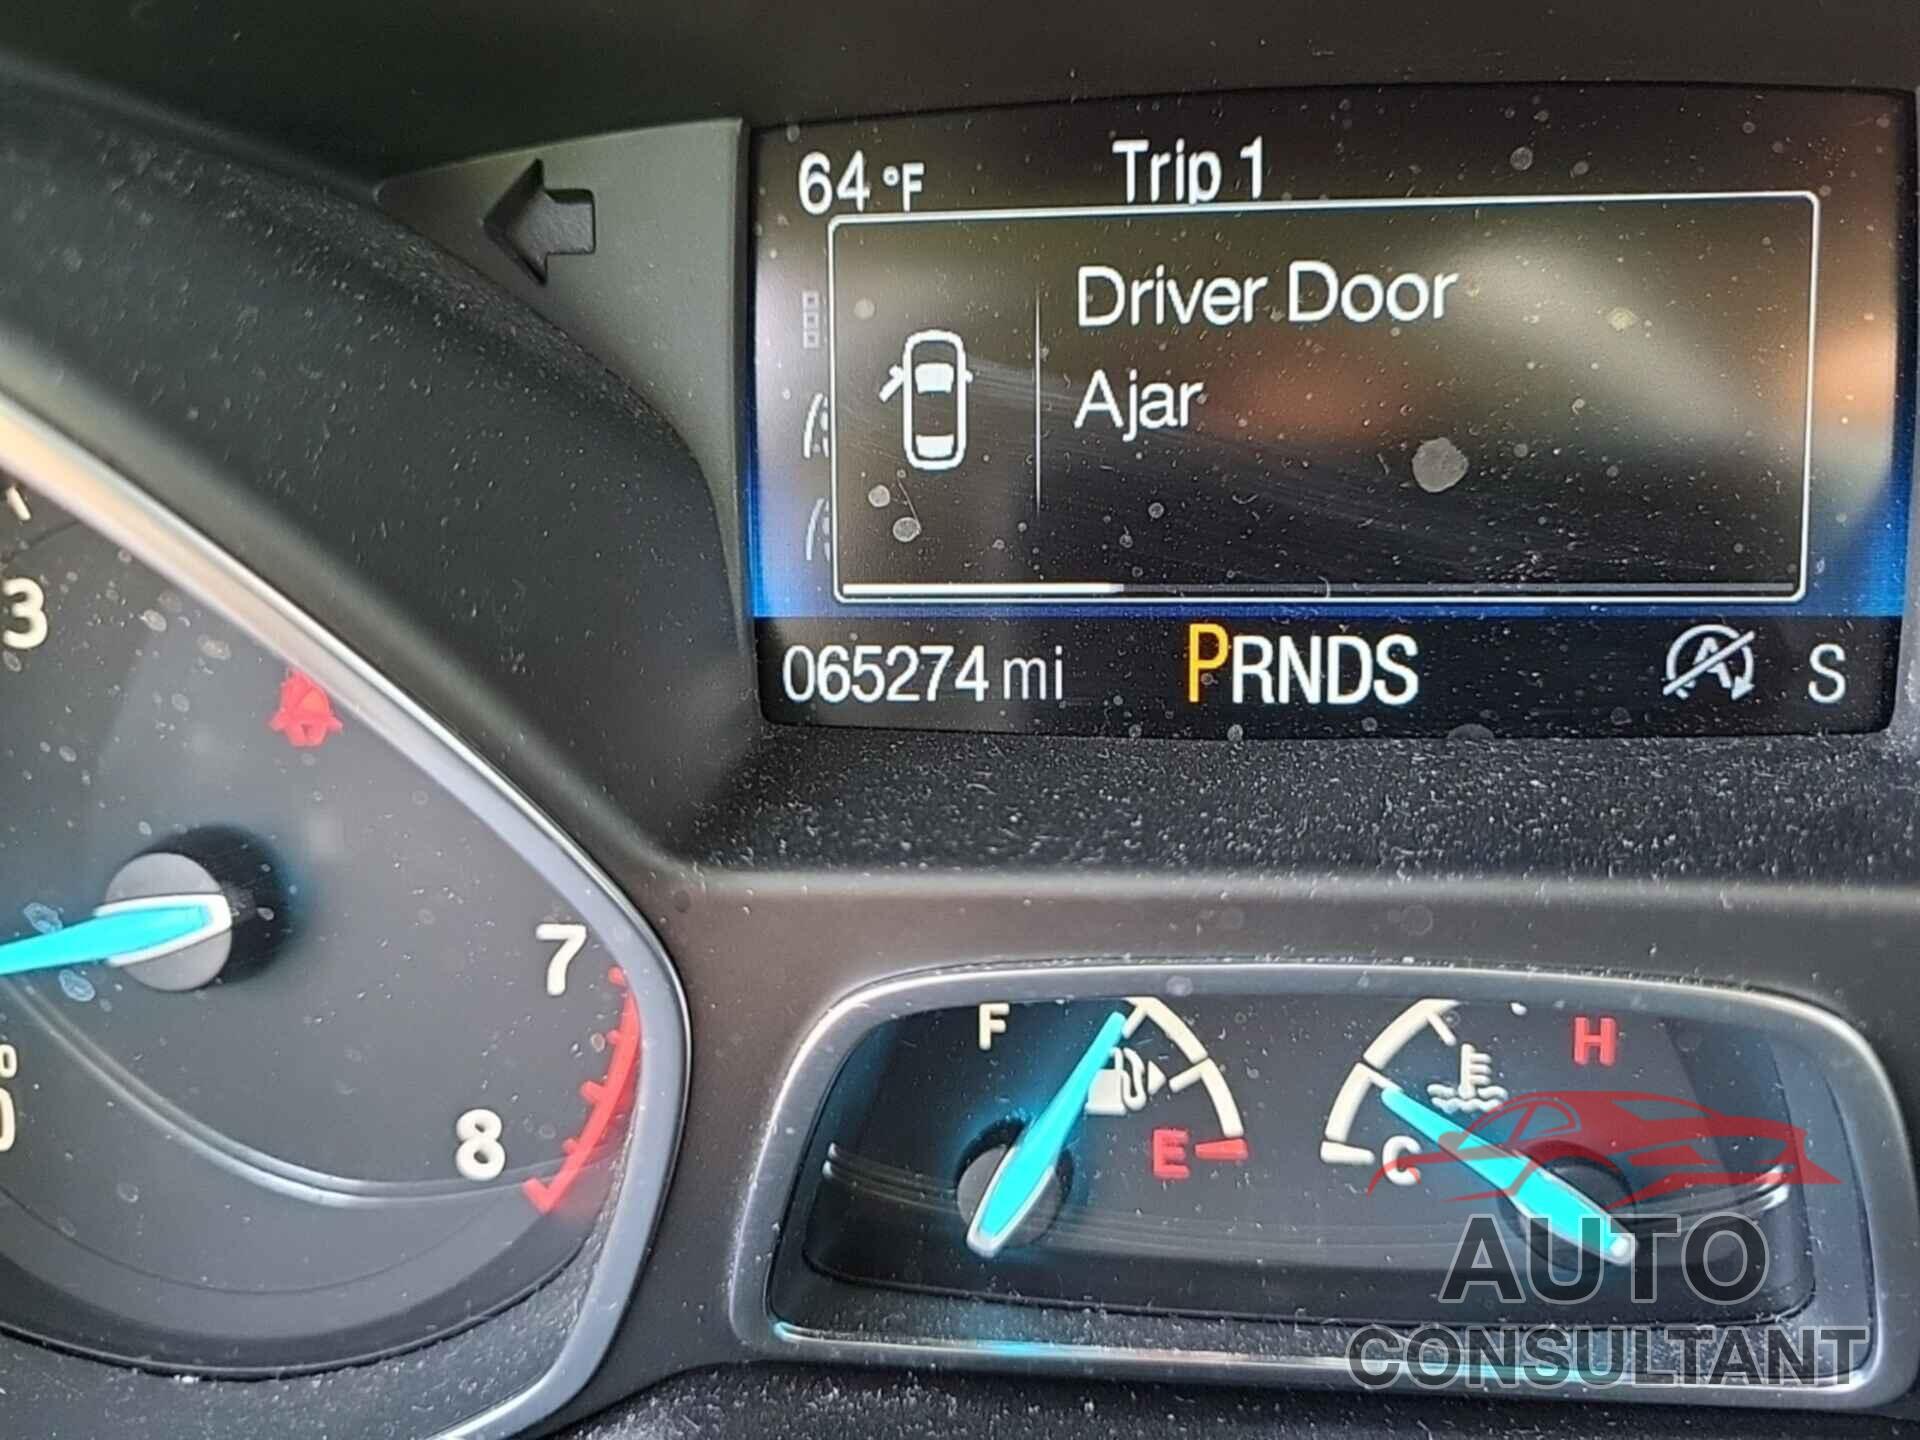 64 °F
Trip 1
Driver Door
Ajar
065274 mi
PRNDS
A
S
3
7
8
F
E
H
C
AUTO
CONSULTANT